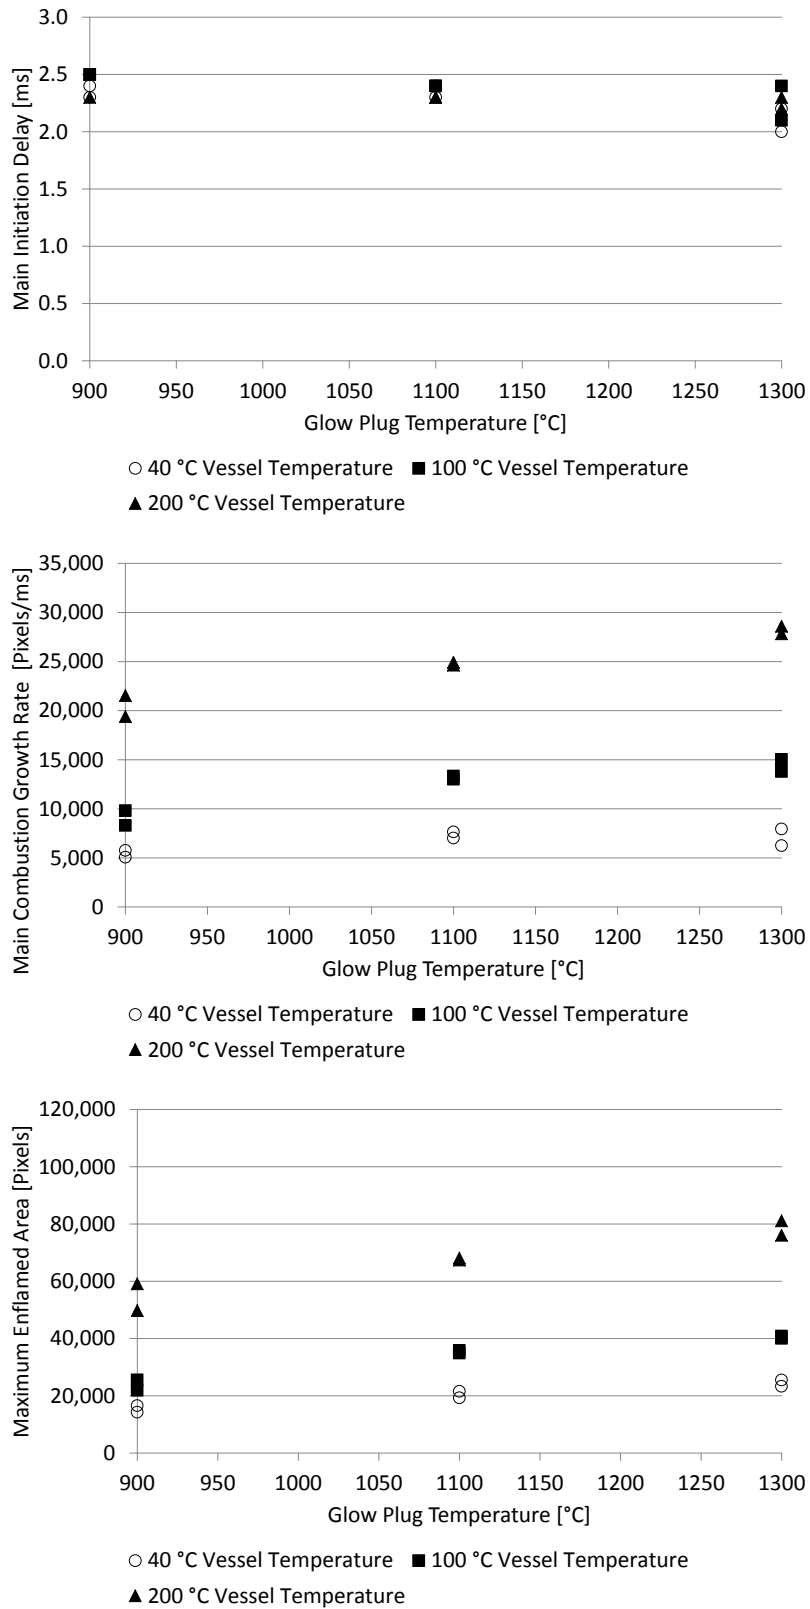 3.0
2.5
2.0
1.5
1.0
0.5
0.0
Main Initiation Delay [ms]
900 950 1000 1050 1100 1150 1200 1250 1300
Glow Plug Temperature [°C]
40 °C Vessel Temperature 100 °C Vessel Temperature
200 °C Vessel Temperature
35,000
30,000
25,000
20,000
15,000
10,000
5,000
0
Main Combustion Growth Rate [Pixels/ms]
900 950 1000 1050 1100 1150 1200 1250 1300
Glow Plug Temperature [°C]
40 °C Vessel Temperature 100 °C Vessel Temperature
200 °C Vessel Temperature
120,000
100,000
80,000
60,000
40,000
20,000
0
Maximum Enflamed Area [Pixels]
900 950 1000 1050 1100 1150 1200 1250 1300
Glow Plug Temperature [°C]
40 °C Vessel Temperature 100 °C Vessel Temperature
200 °C Vessel Temperature